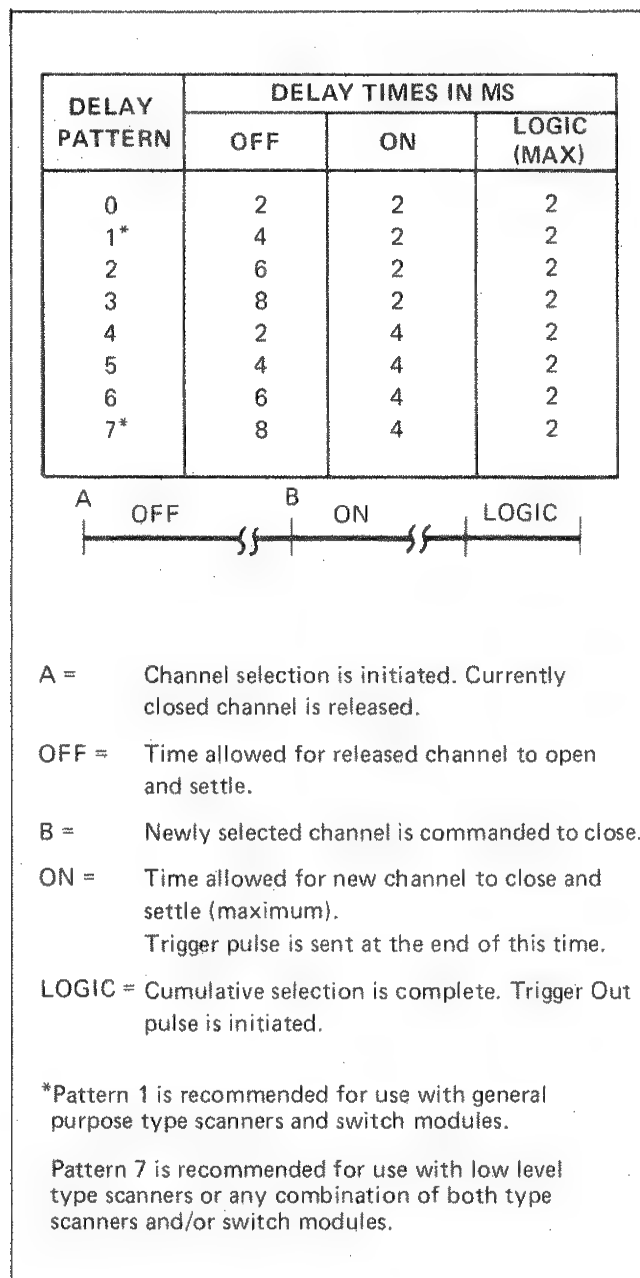 DELAY PATTERN DELAY TIMES IN MS
OFF ON LOGIC (MAX)
0 2 2 2
1* 4 2 2
2 6 2 2
3 8 2 2
4 2 4 2
5 4 4 2
6 6 4 2
7* 8 4 2
A B
OFF ON LOGIC
A = Channel selection is initiated. Currently
closed channel is released.
OFF = Time allowed for released channel to open
and settle.
B = Newly selected channel is commanded to close.
ON = Time allowed for new channel to close and
settle (maximum).
Trigger pulse is sent at the end of this time.
LOGIC = Cumulative selection is complete. Trigger Out
pulse is initiated.
*Pattern 1 is recommended for use with general
purpose type scanners and switch modules.
Pattern 7 is recommended for use with low level
type scanners or any combination of both type
scanners and/or switch modules.